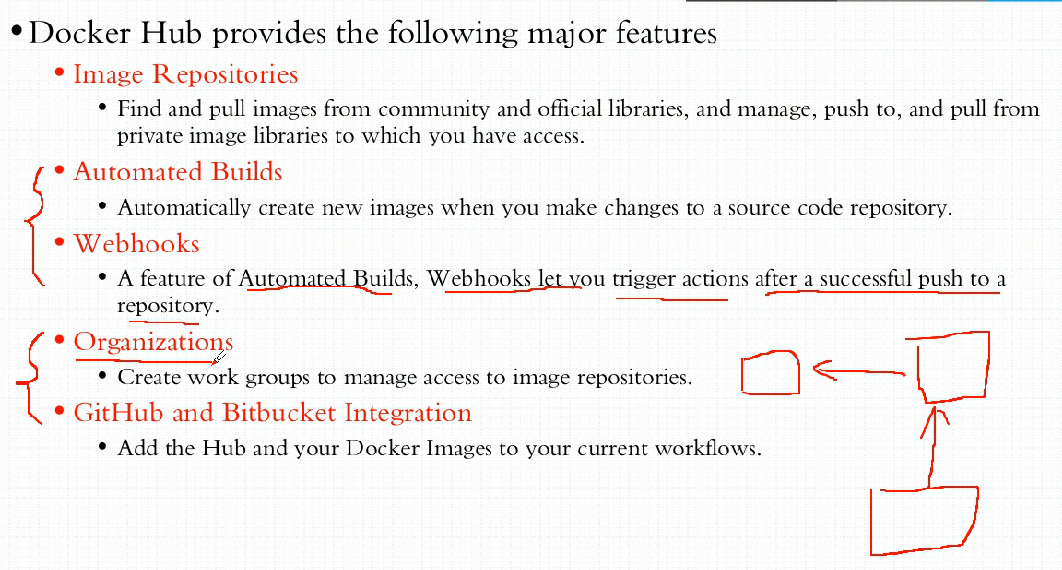 • Docker Hub provides the following major features
• Image Repositories
• Find and pull images from community and official libraries, and manage, push to, and pull from
private image libraries to which you have access.
• Automated Builds
• Automatically create new images when you make changes to a source code repository.
• Webhooks
• A feature of Automated Builds, Webhooks let you trigger actions after a successful push to a
repository.
• Organizations
• Create work groups to manage access to image repositories.
• GitHub and Bitbucket Integration
• Add the Hub and your Docker Images to your current workflows.